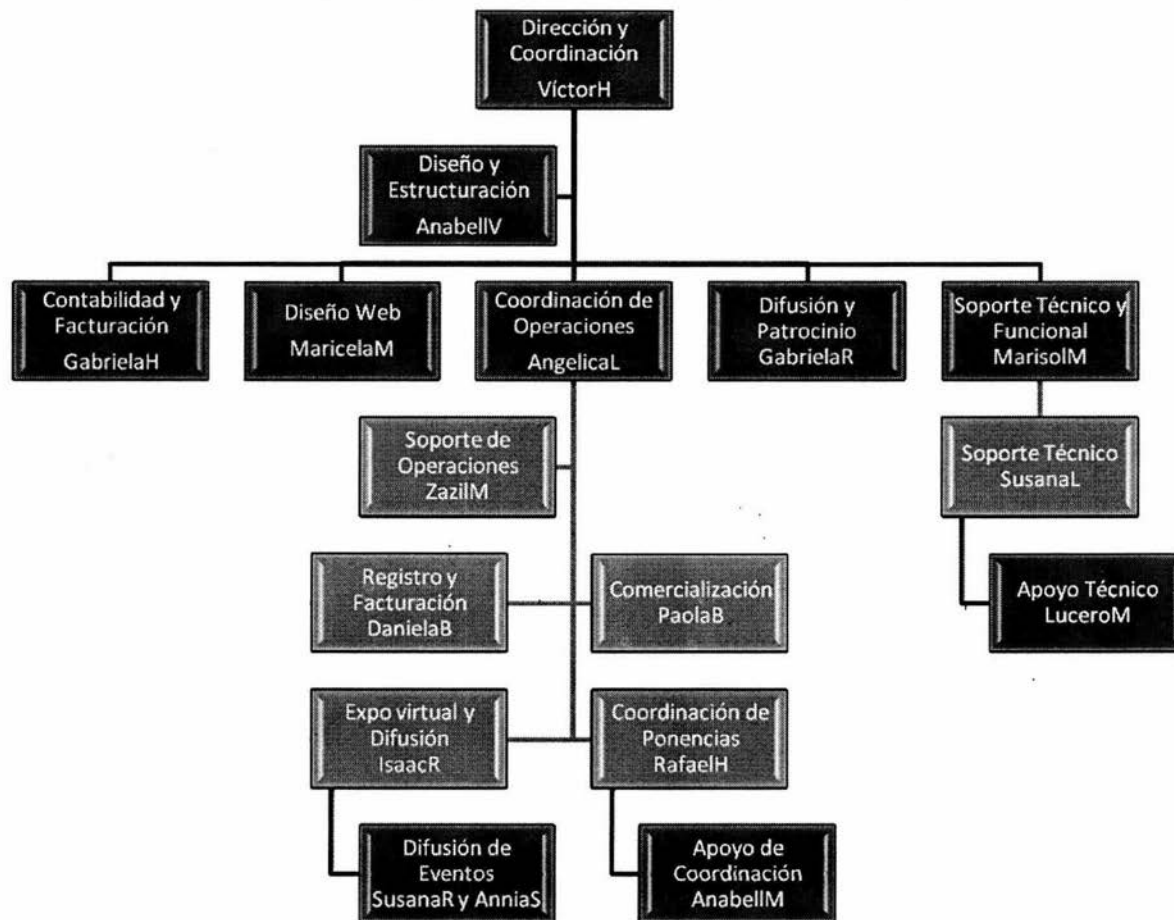 Dirección y
Coordinación
VíctorH
Diseño y
Estructuración
AnabellV
Contabilidad y
Facturación
GabrielaH
Diseño Web
MaricelaM
Coordinación de
Operaciones
AngelicaL
Difusión y
Patrocinio
GabrielaR
Soporte Técnico y
Funcional
MarisolM
Soporte de
Operaciones
ZazilM
Soporte Técnico
SusanaL
Registro y
Facturación
DanielaB
Comercialización
PaolaB
Apoyo Técnico
LuceroM
Expo virtual y
Difusión
IsaacR
Coordinación de
Ponencias
RafaelH
Difusión de
Eventos
SusanaR y AnniaS
Apoyo de
Coordinación
AnabellM